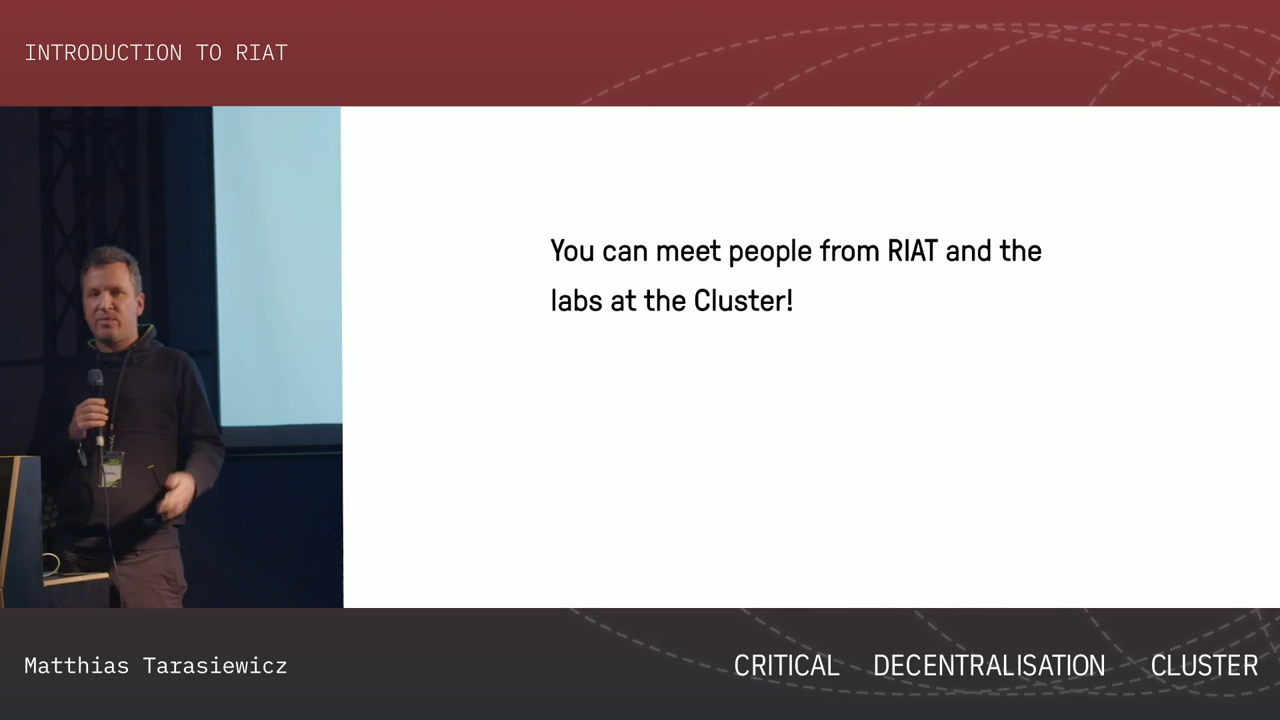 INTRODUCTION TO RIAT
You can meet people from RIAT and the
labs at the Cluster!
Matthias Tarasiewicz
CRITICAL DECENTRALISATION CLUSTER